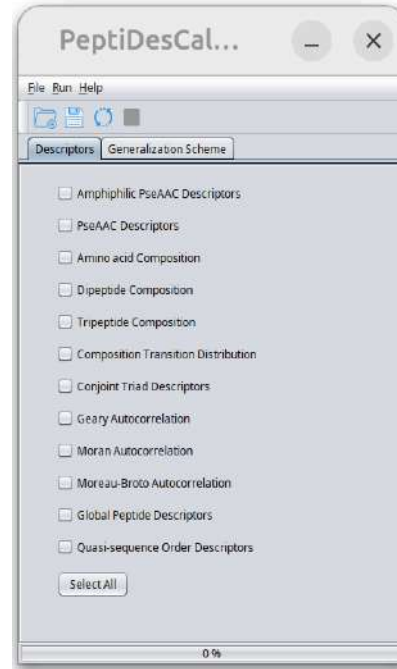 PeptiDesCal...
File Run Help
Descriptors Generalization Scheme
Amphiphilic PseAAC Descriptors
PseAAC Descriptors
Amino acid Composition
Dipeptide Composition
Tripeptide Composition
Composition Transition Distribution
Conjoint Triad Descriptors
Geary Autocorrelation
Moran Autocorrelation
Moreau-Broto Autocorrelation
Global Peptide Descriptors
Quasi-sequence Order Descriptors
Select All
0 %